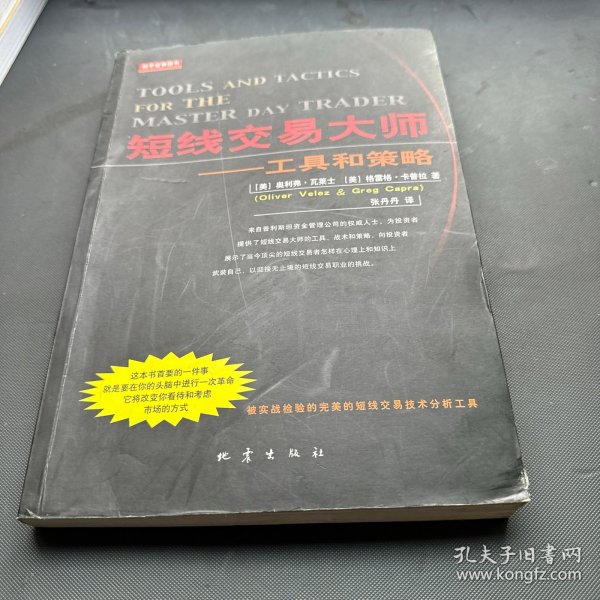 TOOLS AND TACTICS
FOR THE
MASTER DAY TRADER
短线交易大师
——工具和策略
[美] 奥利弗·瓦莱士 [美] 格雷格·卡普拉 著
(Oliver Velez & Greg Capra)
张丹丹 译
来自普利斯坦资金管理公司的权威人士,为投资者
提供了短线交易大师的工具、战术和策略,向投资者
展示了当今顶尖的短线交易者怎样在心理上和知识上
武装自己,以迎接无止境的短线交易职业的挑战。
这本书首要的一件事
就是要在你的头脑中进行一次革命
它将改变你看待和考虑
市场的方式
被实战检验的完美的短线交易技术分析工具
地震出版社
孔夫子旧书网
www.kongfz.com